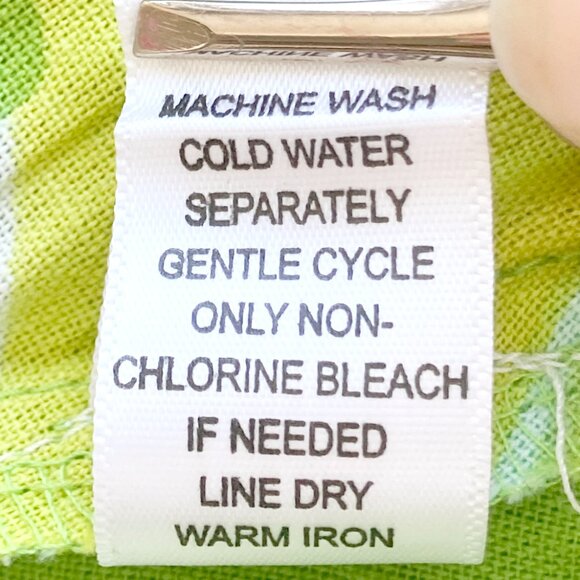 MACHINE WASH
COLD WATER
SEPARATELY
GENTLE CYCLE
ONLY NON-
CHLORINE BLEACH
IF NEEDED
LINE DRY
WARM IRON